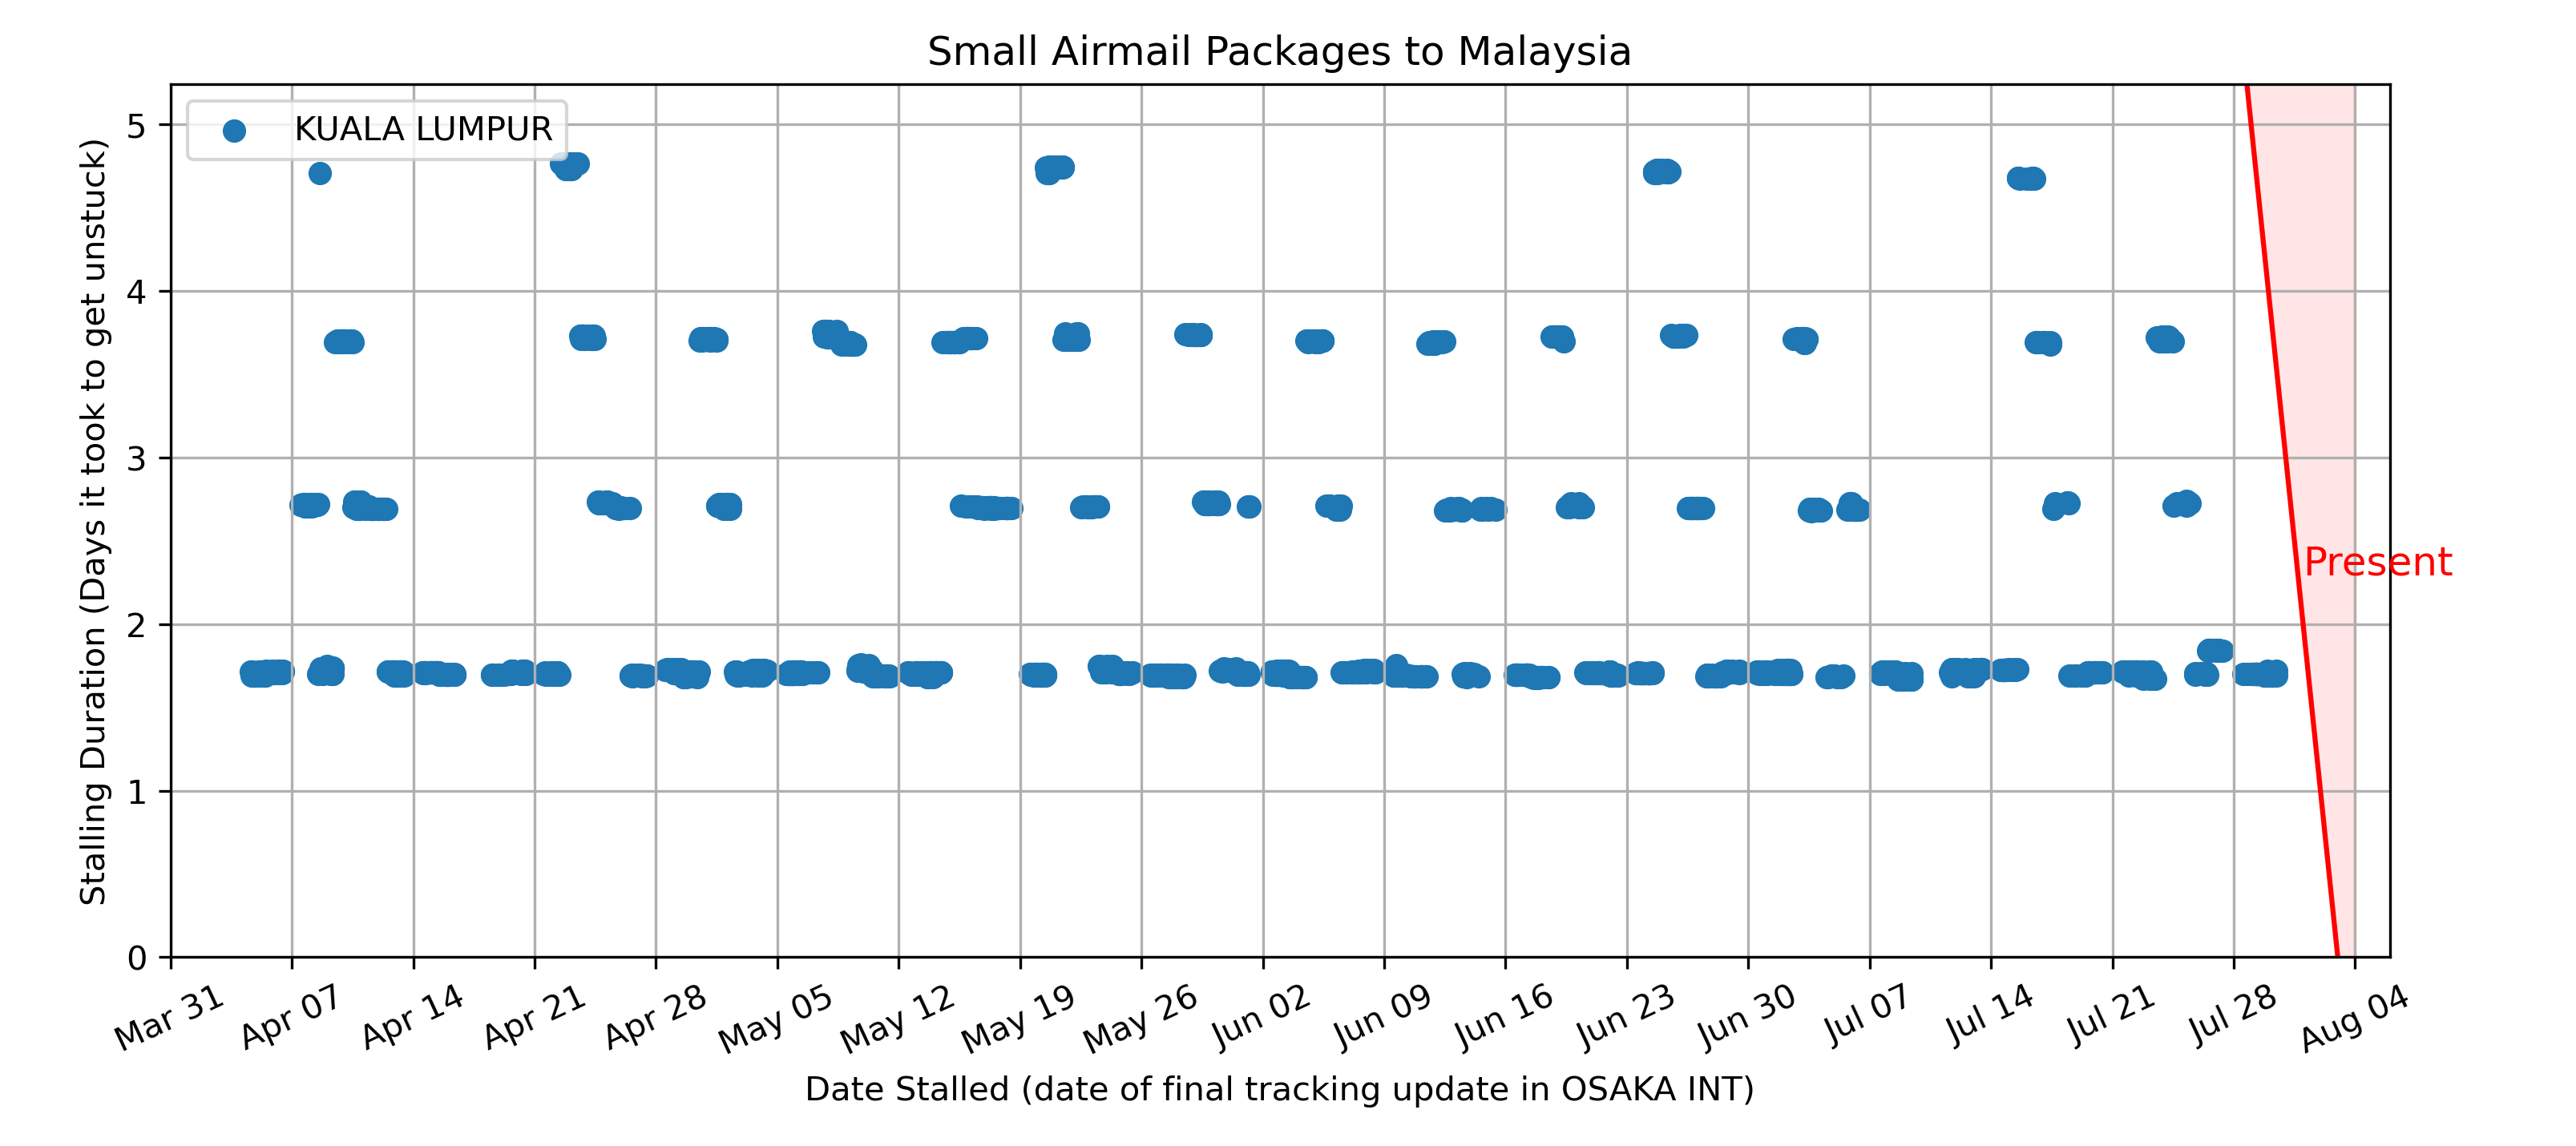 Small Airmail Packages to Malaysia
KUALA LUMPUR
Stalling Duration (Days it took to get unstuck)
5
4
3
2
1
0
Present
Mar 31
Apr 07
Apr 14
Apr 21
Apr 28
May 05
May 12
May 19
May 26
Jun 02
Jun 09
Jun 16
Jun 23
Jun 30
Jul 07
Jul 14
Jul 21
Jul 28
Aug 04
Date Stalled (date of final tracking update in OSAKA INT)